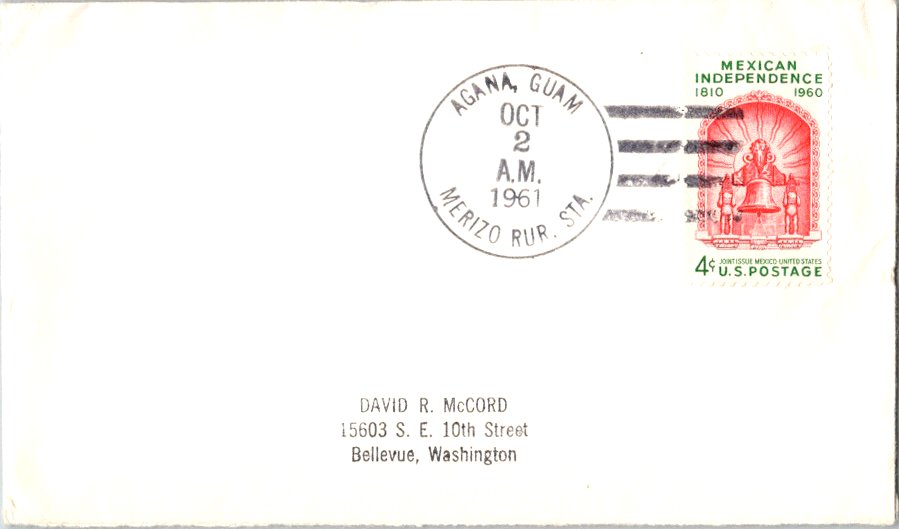 AGANA, GUAM
OCT
2
A.M.
1961
MERIZO RUR. STA.
MEXICAN
INDEPENDENCE
1810 1960
JOINT ISSUE MEXICO UNITED STATES
4¢ U.S. POSTAGE
DAVID R. McCORD
15603 S. E. 10th Street
Bellevue, Washington